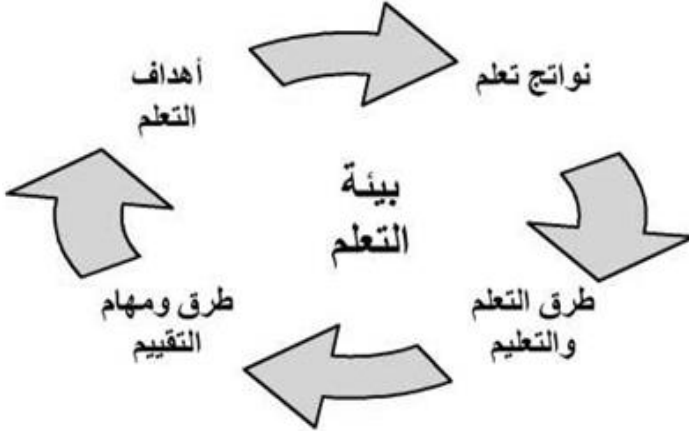 أهداف
التعلم
نواتج تعلم
بيئة
التعلم
طرق التعلم
والتعليم
طرق ومهام
التقييم